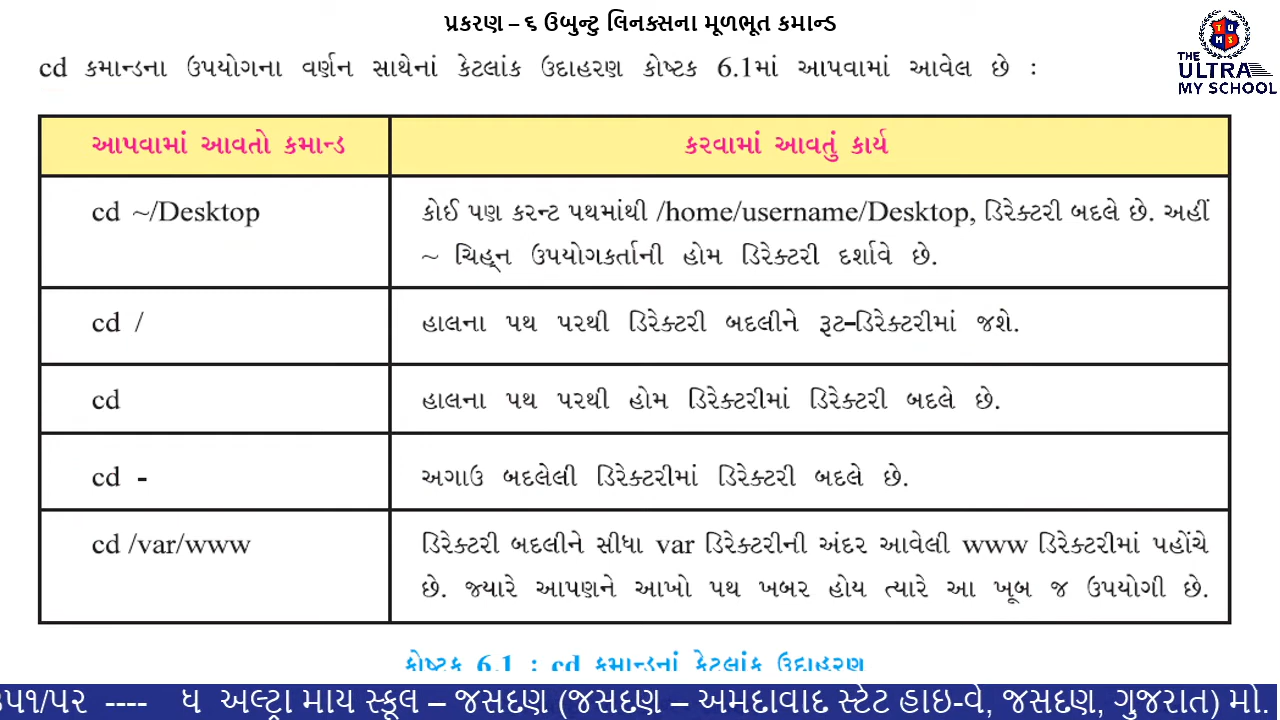 પ્રકરણ – ૬ ઉબુન્ટુ લિનક્સના મૂળભૂત કમાન્ડ
THE
ULTRA
MY SCHOOL
TUMS
cd કમાન્ડના ઉપયોગના વર્ણન સાથેનાં કેટલાંક ઉદાહરણ કોષ્ટક 6.1માં આપવામાં આવેલ છે :
આપવામાં આવતો કમાન્ડ
કરવામાં આવતું કાર્ય
cd ~/Desktop
કોઈ પણ કરન્ટ પથમાંથી /home/username/Desktop, ડિરેક્ટરી બદલે છે. અહીં
~ ચિહ્ન ઉપયોગકર્તાની હોમ ડિરેક્ટરી દર્શાવે છે.
cd /
હાલના પથ પરથી ડિરેક્ટરી બદલીને રૂટ-ડિરેક્ટરીમાં જશે.
cd
હાલના પથ પરથી હોમ ડિરેક્ટરીમાં ડિરેક્ટરી બદલે છે.
cd -
અગાઉ બદલેલી ડિરેક્ટરીમાં ડિરેક્ટરી બદલે છે.
cd /var/www
ડિરેક્ટરી બદલીને સીધા var ડિરેક્ટરીની અંદર આવેલી www ડિરેક્ટરીમાં પહોંચે
છે. જ્યારે આપણને આખો પથ ખબર હોય ત્યારે આ ખૂબ જ ઉપયોગી છે.
કોષ્ટક 6.1 : cd કમાન્ડનાં કેટલાંક ઉદાહરણ
૩૫૧/૫૨ ---- ધ અલ્ટ્રા માય સ્કૂલ – જસદણ (જસદણ – અમદાવાદ સ્ટેટ હાઇ-વે, જસદણ, ગુજરાત) મો.